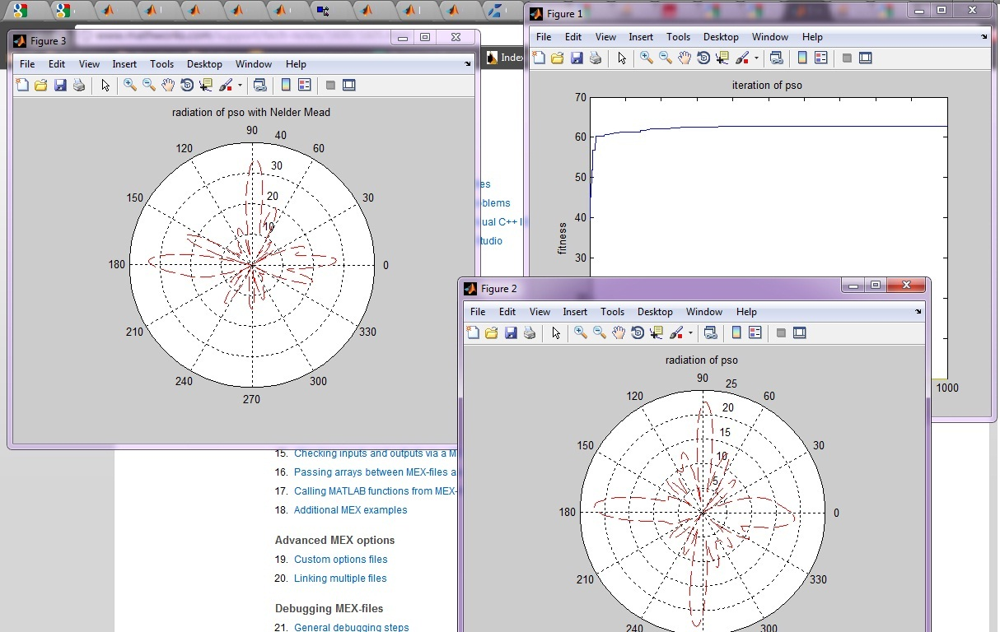 Figure 3
File Edit View Insert Tools Desktop Window Help
radiation of pso with Nelder Mead
90
40
120
60
30
20
150
30
10
180
0
210
330
240
300
270
Index
Figure 1
File Edit View Insert Tools Desktop Window Help
iteration of pso
70
60
50
40
30
fitness
1000
es
blems
ual C++ I
tudio
Figure 2
File Edit View Insert Tools Desktop Window Help
radiation of pso
90
25
120
60
20
15
150
30
10
5
180
0
210
330
240
300
15. Checking inputs and outputs via a M
16. Passing arrays between MEX-files a
17. Calling MATLAB functions from MEX-
18. Additional MEX examples
Advanced MEX options
19. Custom options files
20. Linking multiple files
Debugging MEX-files
21. General debugging steps